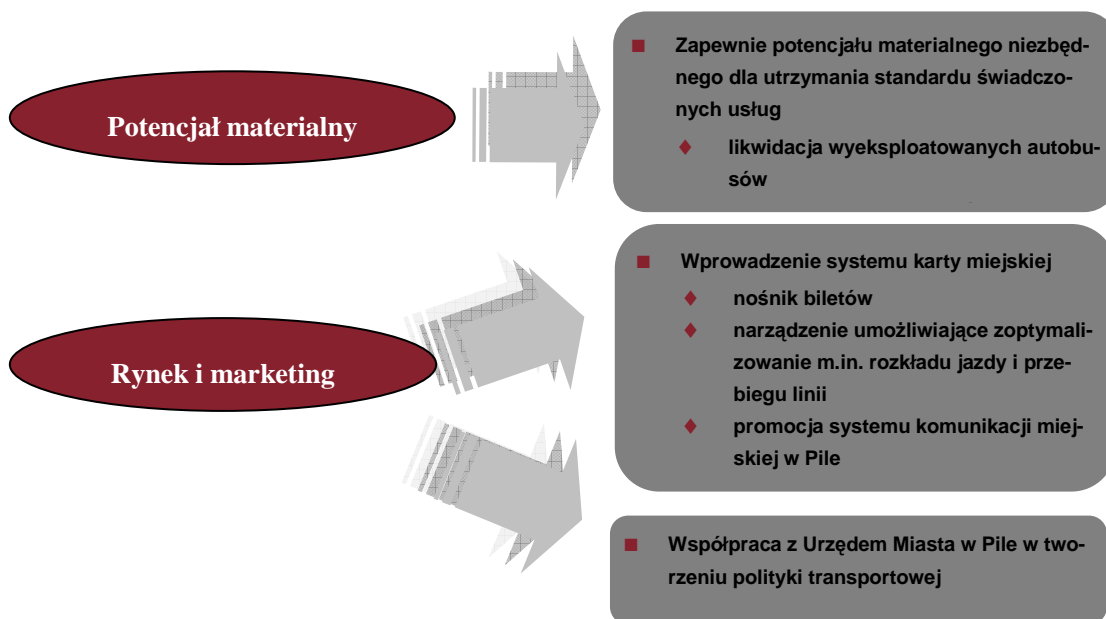 Potencjał materialny
Zapewnie potencjału materialnego niezbęd-
nego dla utrzymania standardu świadczo-
nych usług
likwidacja wyeksploatowanych autobu-
sów
Rynek i marketing
Wprowadzenie systemu karty miejskiej
nośnik biletów
narządzenie umożliwiające zoptymali-
zowanie m.in. rozkładu jazdy i prze-
biegu linii
promocja systemu komunikacji miej-
skiej w Pile
Współpraca z Urzędem Miasta w Pile w two-
rzeniu polityki transportowej